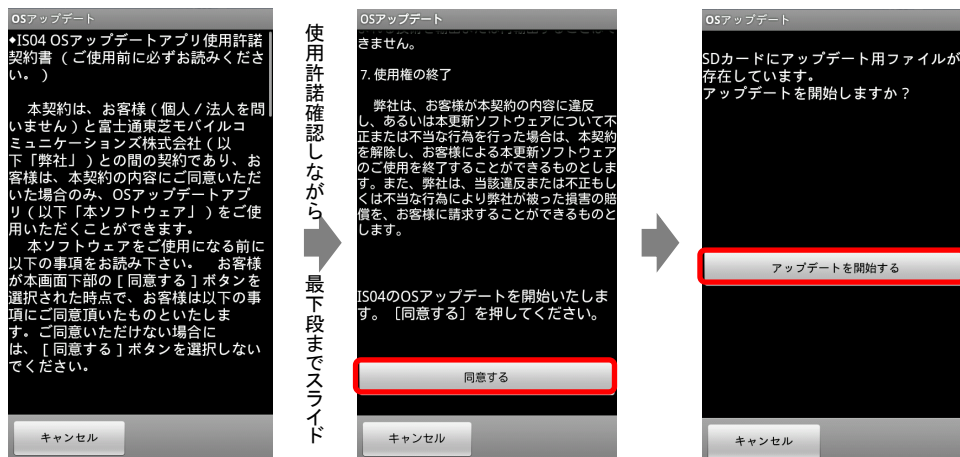 OSアップデート
◆IS04 OSアップデートアプリ使用許諾
契約書 ( ご使用前に必ずお読みくださ
い。 )
本契約は、お客様 ( 個人 / 法人を問
いません ) と富士通東芝モバイルコ
ミュニケーションズ株式会社 ( 以
下「弊社」) との間の契約であり、お
客様は、本契約の内容にご同意いただ
いた場合のみ、OSアップデートアプ
リ ( 以下「本ソフトウェア」) をご使
用いただくことができます。
本ソフトウェアをご使用になる前に
以下の事項をお読み下さい。 お客様
が本画面下部の [ 同意する ] ボタンを
選択された時点で、お客様は以下の事
項にご同意頂いたものといたしま
す。ご同意いただけない場合に
は、 [ 同意する ] ボタンを選択しない
でください。
キャンセル
使用許諾確認しながら 最下段までスライド
OSアップデート
きません。
7. 使用権の終了
弊社は、お客様が本契約の内容に違反
し、あるいは本更新ソフトウェアについて不
正または不当な行為を行った場合は、本契約
を解除し、お客様による本更新ソフトウェア
のご使用を終了することができるものとしま
す。また、弊社は、当該違反または不正もし
くは不当な行為により弊社が被った損害の賠
償を、お客様に請求することができるものと
します。
IS04のOSアップデートを開始いたしま
す。 [同意する] を押してください。
同意する
キャンセル
OSアップデート
SDカードにアップデート用ファイルが
存在しています。
アップデートを開始しますか？
アップデートを開始する
キャンセル